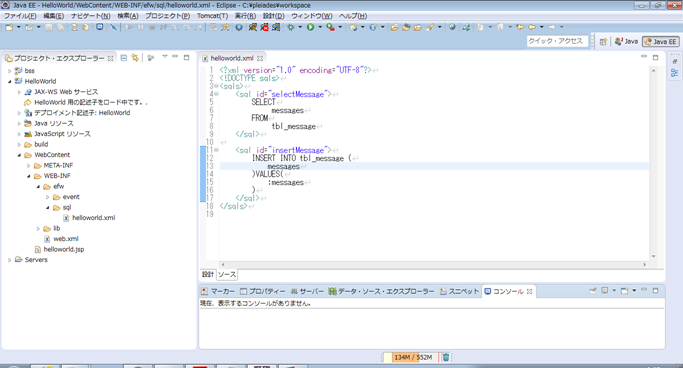 Java EE - HelloWorld/WebContent/WEB-INF/efw/sql/helloworld.xml - Eclipse - C:¥pleiades¥workspace
ファイル(F) 編集(E) ナビゲート(N) 検索(A) プロジェクト(P) Tomcat(T) 実行(R) 設計(D) ウィンドウ(W) ヘルプ(H)
クイック・アクセス Java Java EE
プロジェクト・エクスプローラー
bss
HelloWorld
JAX-WS Web サービス
HelloWorld 用の記述子をロード中です。.
デプロイメント記述子: HelloWorld
Java リソース
JavaScript リソース
build
WebContent
META-INF
WEB-INF
efw
event
sql
helloworld.xml
lib
web.xml
helloworld.jsp
Servers
helloworld.xml
1 <?xml version="1.0" encoding="UTF-8"?>
2 <!DOCTYPE sqls>
3 <sqls>
4 <sql id="selectMessage">
5 SELECT
6 messages
7 FROM
8 tbl_message
9 </sql>
10
11 <sql id="insertMessage">
12 INSERT INTO tbl_message (
13 messages
14 )VALUES(
15 :messages
16 )
17 </sql>
18 </sqls>
19
設計 ソース
マーカー プロパティー サーバー データ・ソース・エクスプローラー スニペット コンソール
現在、表示するコンソールがありません。
134M / 552M